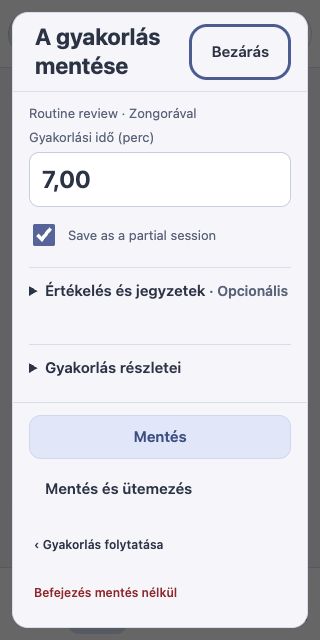 A gyakorlás
mentése
Bezárás
Routine review · Zongorával
Gyakorlási idő (perc)
7,00
Save as a partial session
Értékelés és jegyzetek · Opcionális
Gyakorlás részletei
Mentés
Mentés és ütemezés
‹ Gyakorlás folytatása
Befejezés mentés nélkül